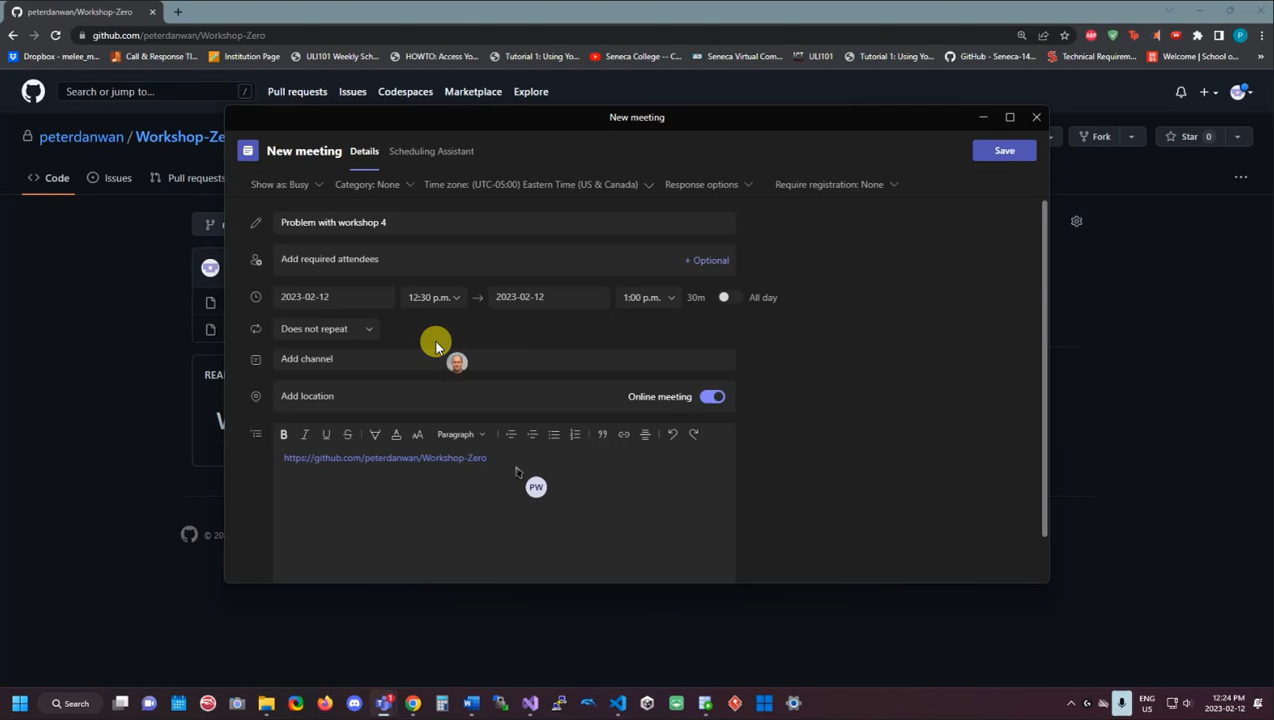 peterdanwan/Workshop-Zero
github.com/peterdanwan/Workshop-Zero
Dropbox - melee_m...
Call & Response Tl...
Institution Page
ULI101 Weekly Sch...
HOWTO: Access Yo...
Tutorial 1: Using Yo...
Seneca College -- C...
Seneca Virtual Com...
ULI101
Tutorial 1: Using Yo...
GitHub - Seneca-14...
Technical Requirem...
Welcome | School o...
Search or jump to...
/
Pull requests
Issues
Codespaces
Marketplace
Explore
peterdanwan / Workshop-Ze
Fork
Star 0
Code
Issues
Pull requests
REA
W
© 20
New meeting
New meeting
Details
Scheduling Assistant
Save
Show as: Busy
Category: None
Time zone: (UTC-05:00) Eastern Time (US & Canada)
Response options
Require registration: None
Problem with workshop 4
Add required attendees
+ Optional
2023-02-12
12:30 p.m.
2023-02-12
1:00 p.m.
30m
All day
Does not repeat
Add channel
Add location
Online meeting
B I U S
AA
Paragraph
https://github.com/peterdanwan/Workshop-Zero
PW
Search
1
ENG
US
12:24 PM
2023-02-12